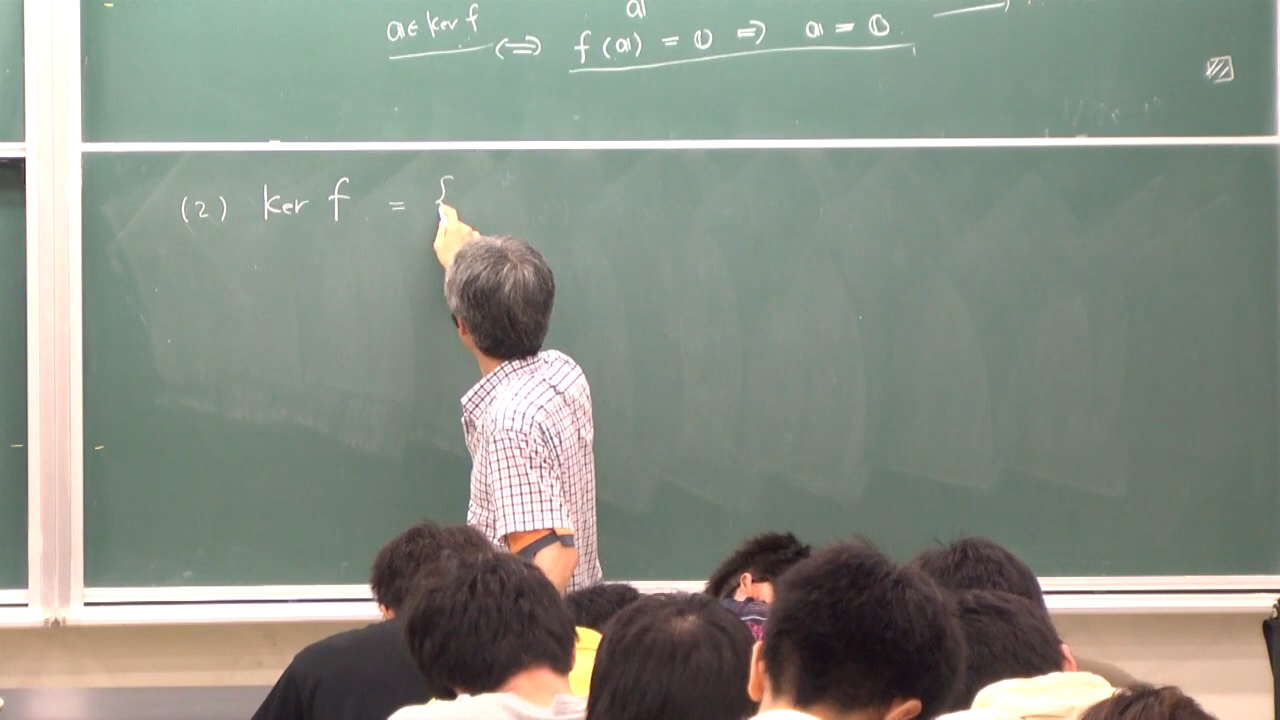 𝕒
𝕒 ∈ ker f ⟺ f(𝕒) = 𝟘 ⟹ 𝕒 = 𝟘
(2) ker f = {